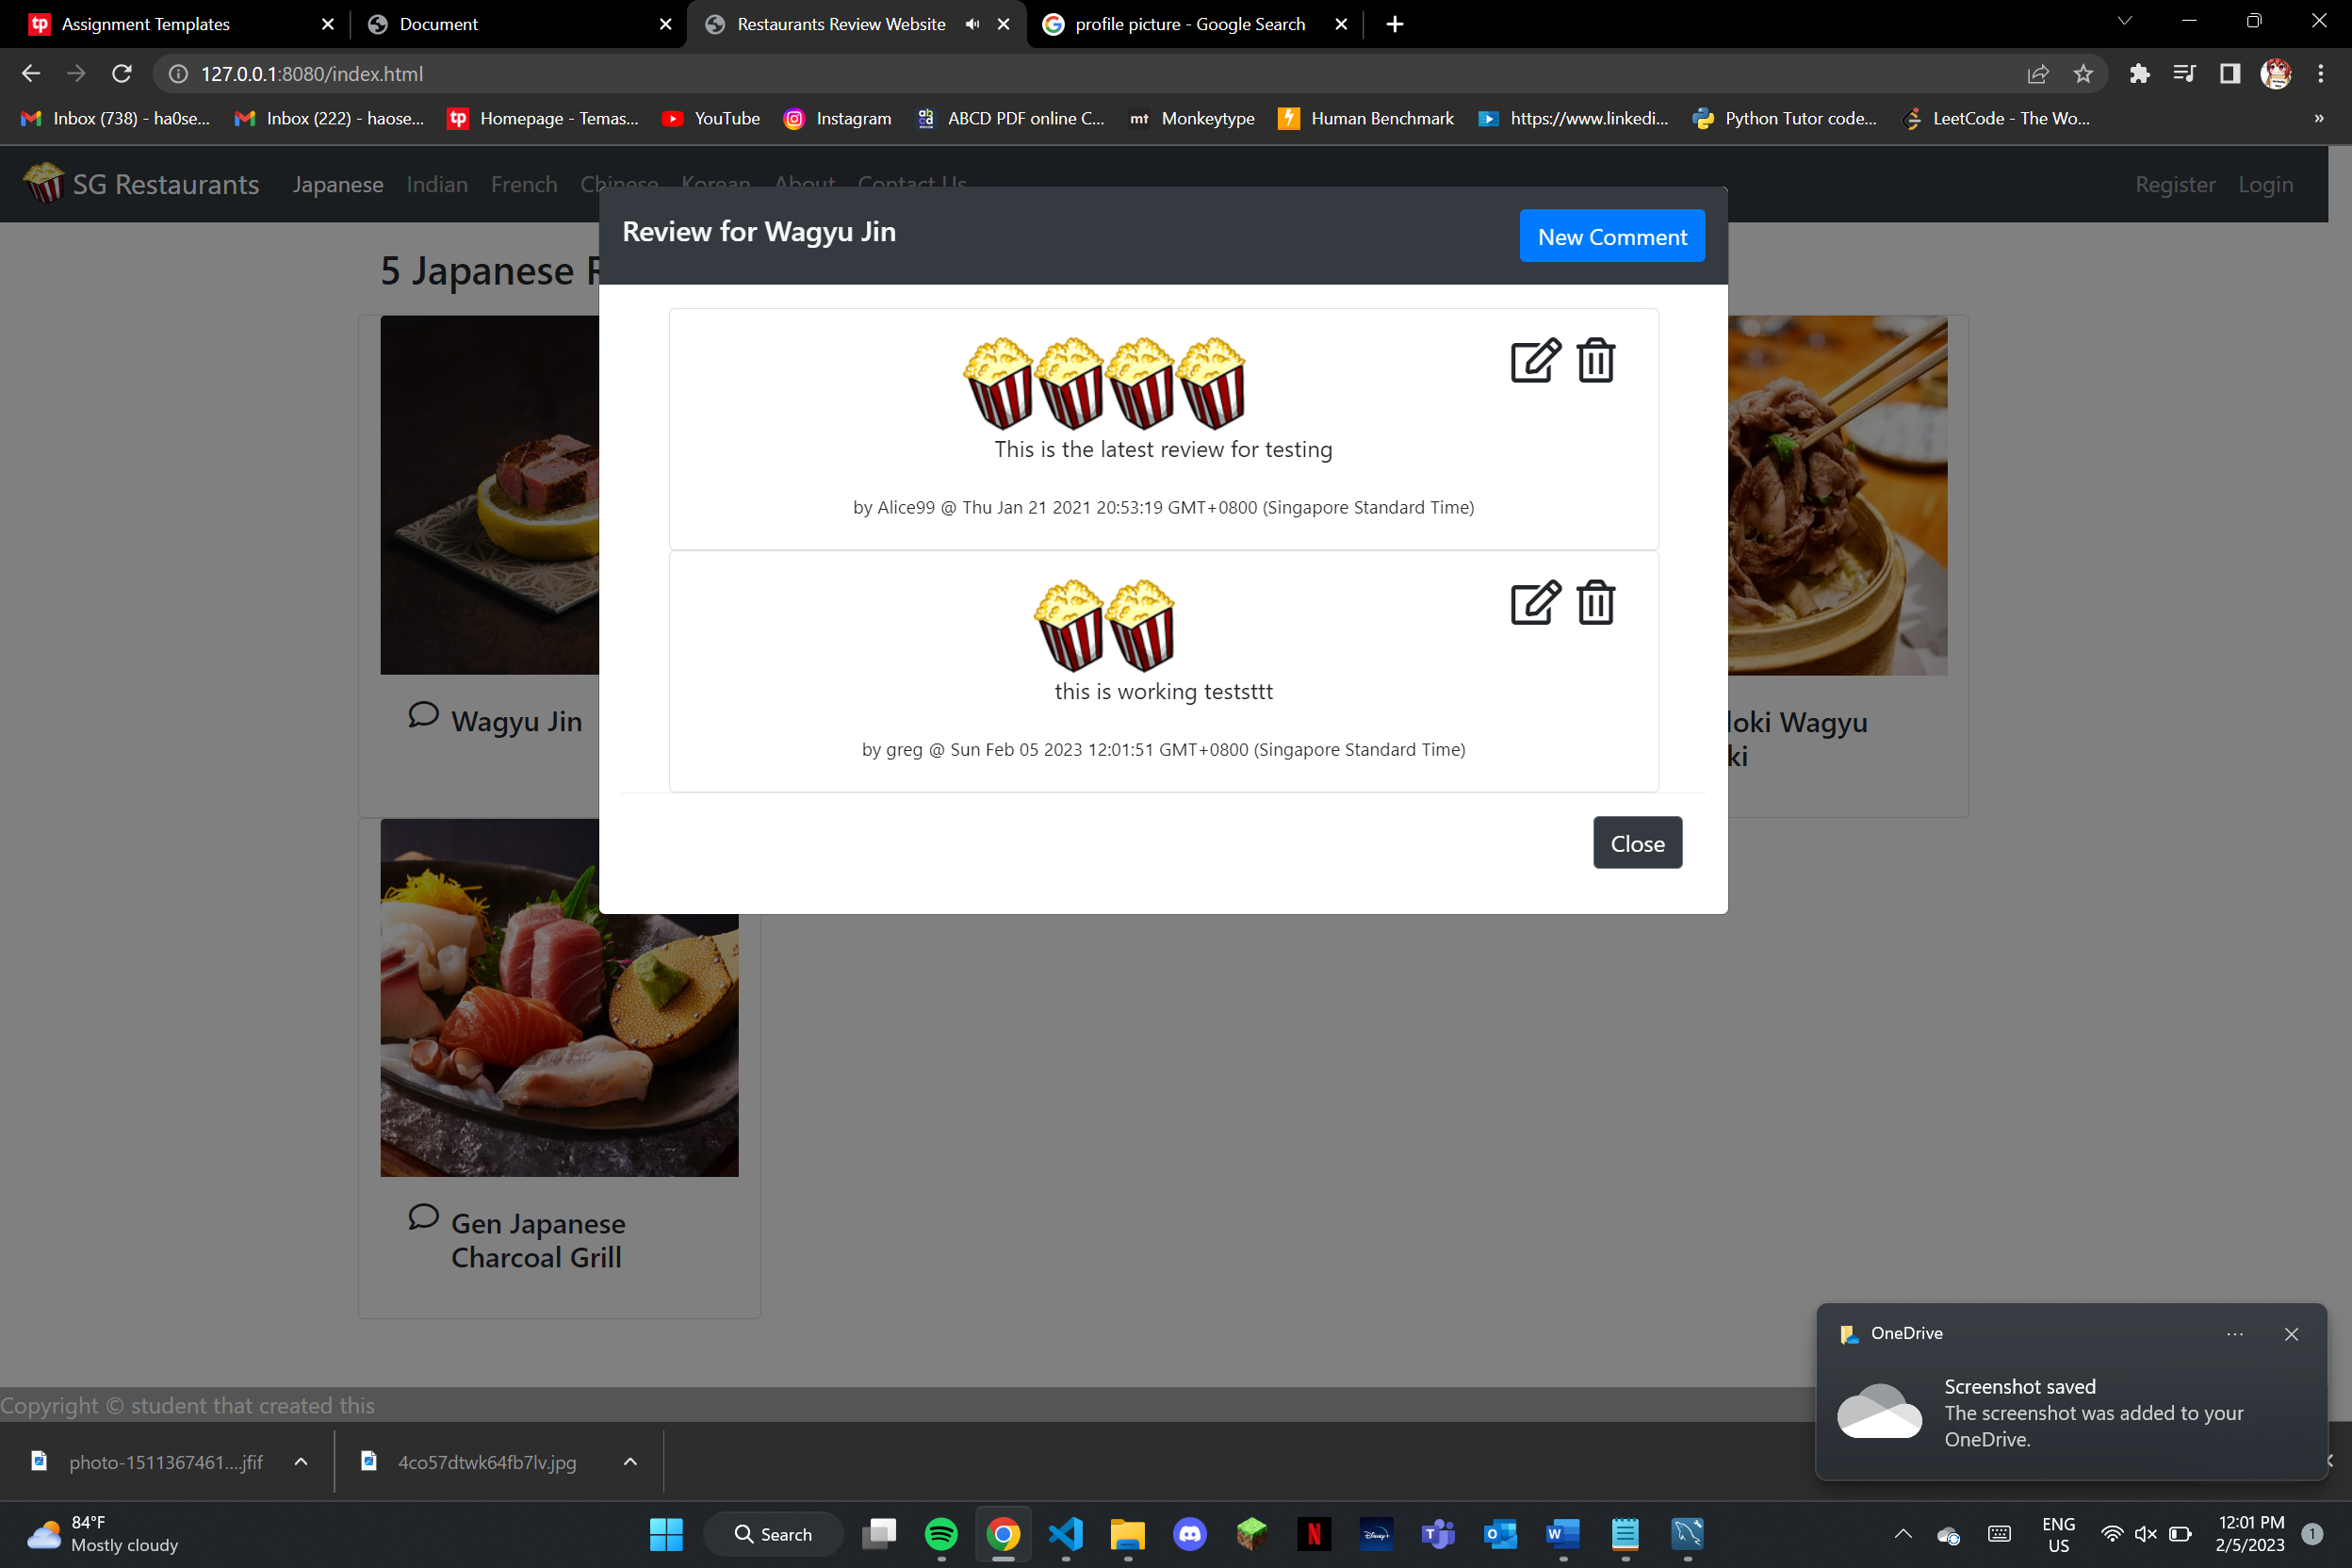 Assignment Templates
Document
Restaurants Review Website
profile picture - Google Search
127.0.0.1:8080/index.html
Inbox (738) - ha0se...
Inbox (222) - haose...
tp
Homepage - Temas...
YouTube
Instagram
ABCD PDF online C...
mt
Monkeytype
Human Benchmark
https://www.linkedi...
Python Tutor code...
LeetCode - The Wo...
»
SG Restaurants
Japanese
Indian
French
Chinese
Korean
About
Contact Us
Register
Login
5 Japanese R
Review for Wagyu Jin
New Comment
This is the latest review for testing
by Alice99 @ Thu Jan 21 2021 20:53:19 GMT+0800 (Singapore Standard Time)
this is working teststtt
by greg @ Sun Feb 05 2023 12:01:51 GMT+0800 (Singapore Standard Time)
Close
Wagyu Jin
loki Wagyu
ki
Gen Japanese
Charcoal Grill
Copyright © student that created this
OneDrive
Screenshot saved
The screenshot was added to your
OneDrive.
photo-1511367461....jfif
4co57dtwk64fb7lv.jpg
84°F
Mostly cloudy
Search
ENG
US
12:01 PM
2/5/2023
1